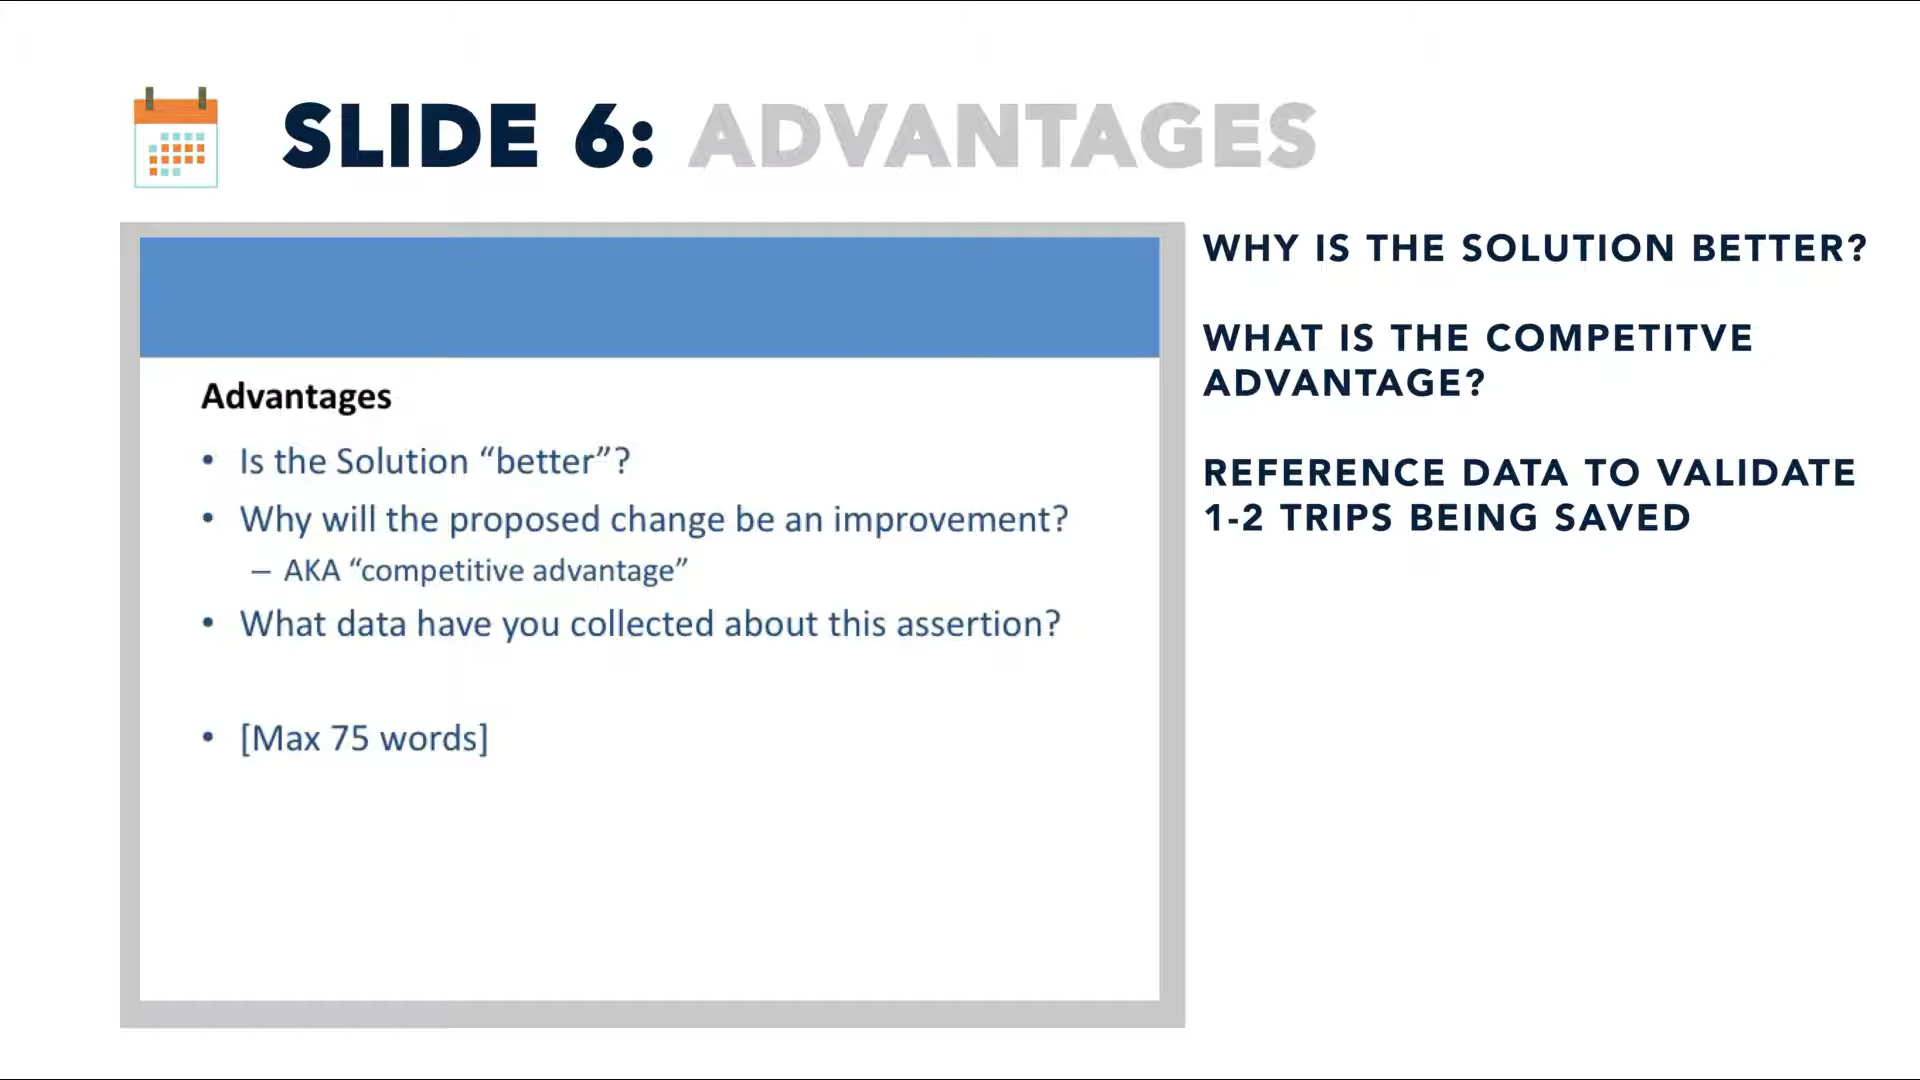 SLIDE 6: ADVANTAGES
Advantages
• Is the Solution “better”?
• Why will the proposed change be an improvement?
– AKA “competitive advantage”
• What data have you collected about this assertion?
• [Max 75 words]
WHY IS THE SOLUTION BETTER?
WHAT IS THE COMPETITVE
ADVANTAGE?
REFERENCE DATA TO VALIDATE
1-2 TRIPS BEING SAVED